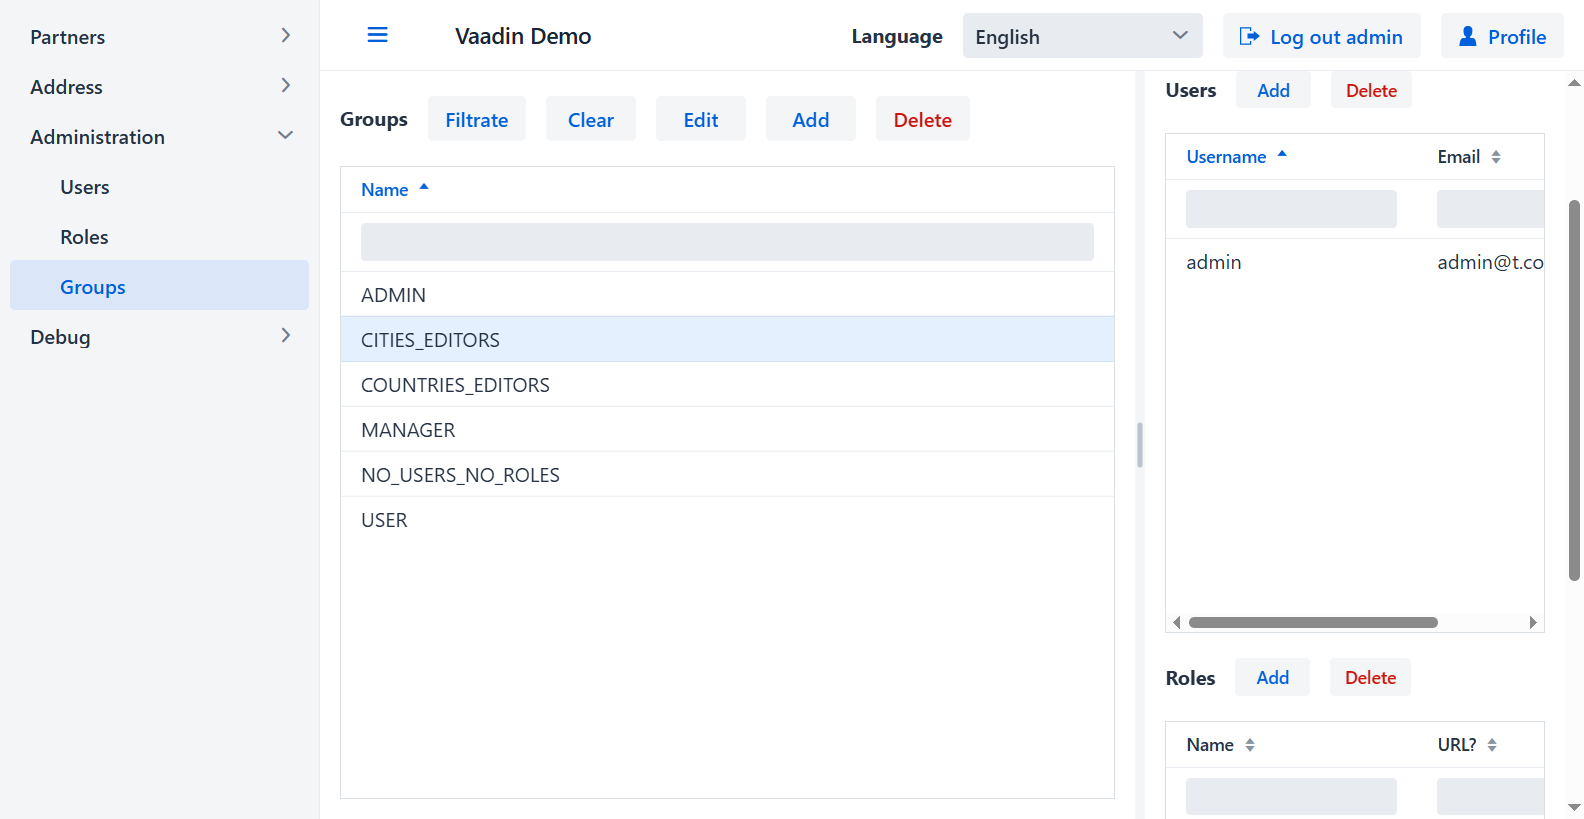 Partners
Address
Administration
Users
Roles
Groups
Debug
Vaadin Demo
Language
English
Log out admin
Profile
Groups
Filtrate
Clear
Edit
Add
Delete
Name
ADMIN
CITIES_EDITORS
COUNTRIES_EDITORS
MANAGER
NO_USERS_NO_ROLES
USER
Users
Add
Delete
Username
Email
admin
admin@t.co
Roles
Add
Delete
Name
URL?